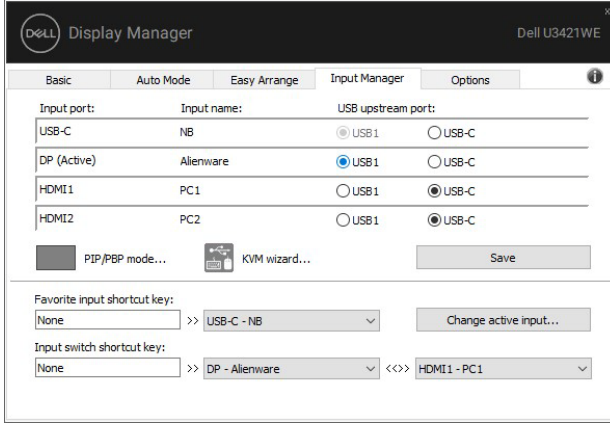 DELL Display Manager Dell U3421WE
x
Basic Auto Mode Easy Arrange Input Manager Options i
Input port: Input name: USB upstream port:
USB-C NB USB1 USB-C
DP (Active) Alienware USB1 USB-C
HDMI1 PC1 USB1 USB-C
HDMI2 PC2 USB1 USB-C
PIP/PBP mode... KVM wizard... Save
Favorite input shortcut key:
None >> USB-C - NB Change active input...
Input switch shortcut key:
None >> DP - Alienware <<>> HDMI1 - PC1